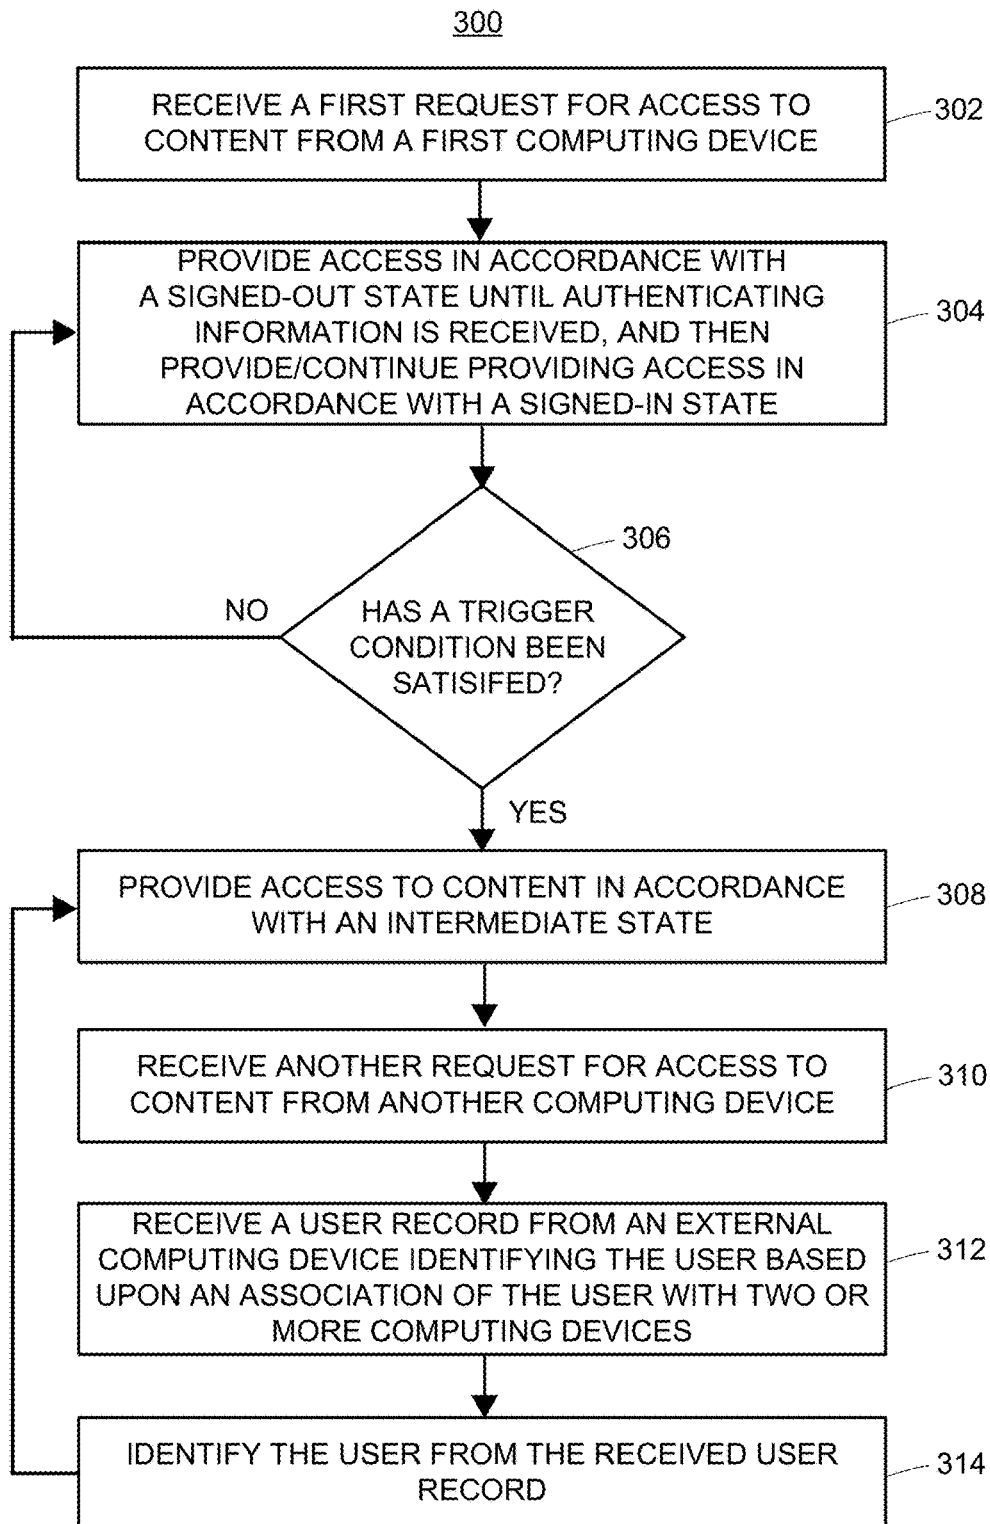 300
RECEIVE A FIRST REQUEST FOR ACCESS TO
CONTENT FROM A FIRST COMPUTING DEVICE
302
PROVIDE ACCESS IN ACCORDANCE WITH
A SIGNED-OUT STATE UNTIL AUTHENTICATING
INFORMATION IS RECEIVED, AND THEN
PROVIDE/CONTINUE PROVIDING ACCESS IN
ACCORDANCE WITH A SIGNED-IN STATE
304
306
HAS A TRIGGER
CONDITION BEEN
SATISIFED?
NO
YES
PROVIDE ACCESS TO CONTENT IN ACCORDANCE
WITH AN INTERMEDIATE STATE
308
RECEIVE ANOTHER REQUEST FOR ACCESS TO
CONTENT FROM ANOTHER COMPUTING DEVICE
310
RECEIVE A USER RECORD FROM AN EXTERNAL
COMPUTING DEVICE IDENTIFYING THE USER BASED
UPON AN ASSOCIATION OF THE USER WITH TWO OR
MORE COMPUTING DEVICES
312
IDENTIFY THE USER FROM THE RECEIVED USER
RECORD
314